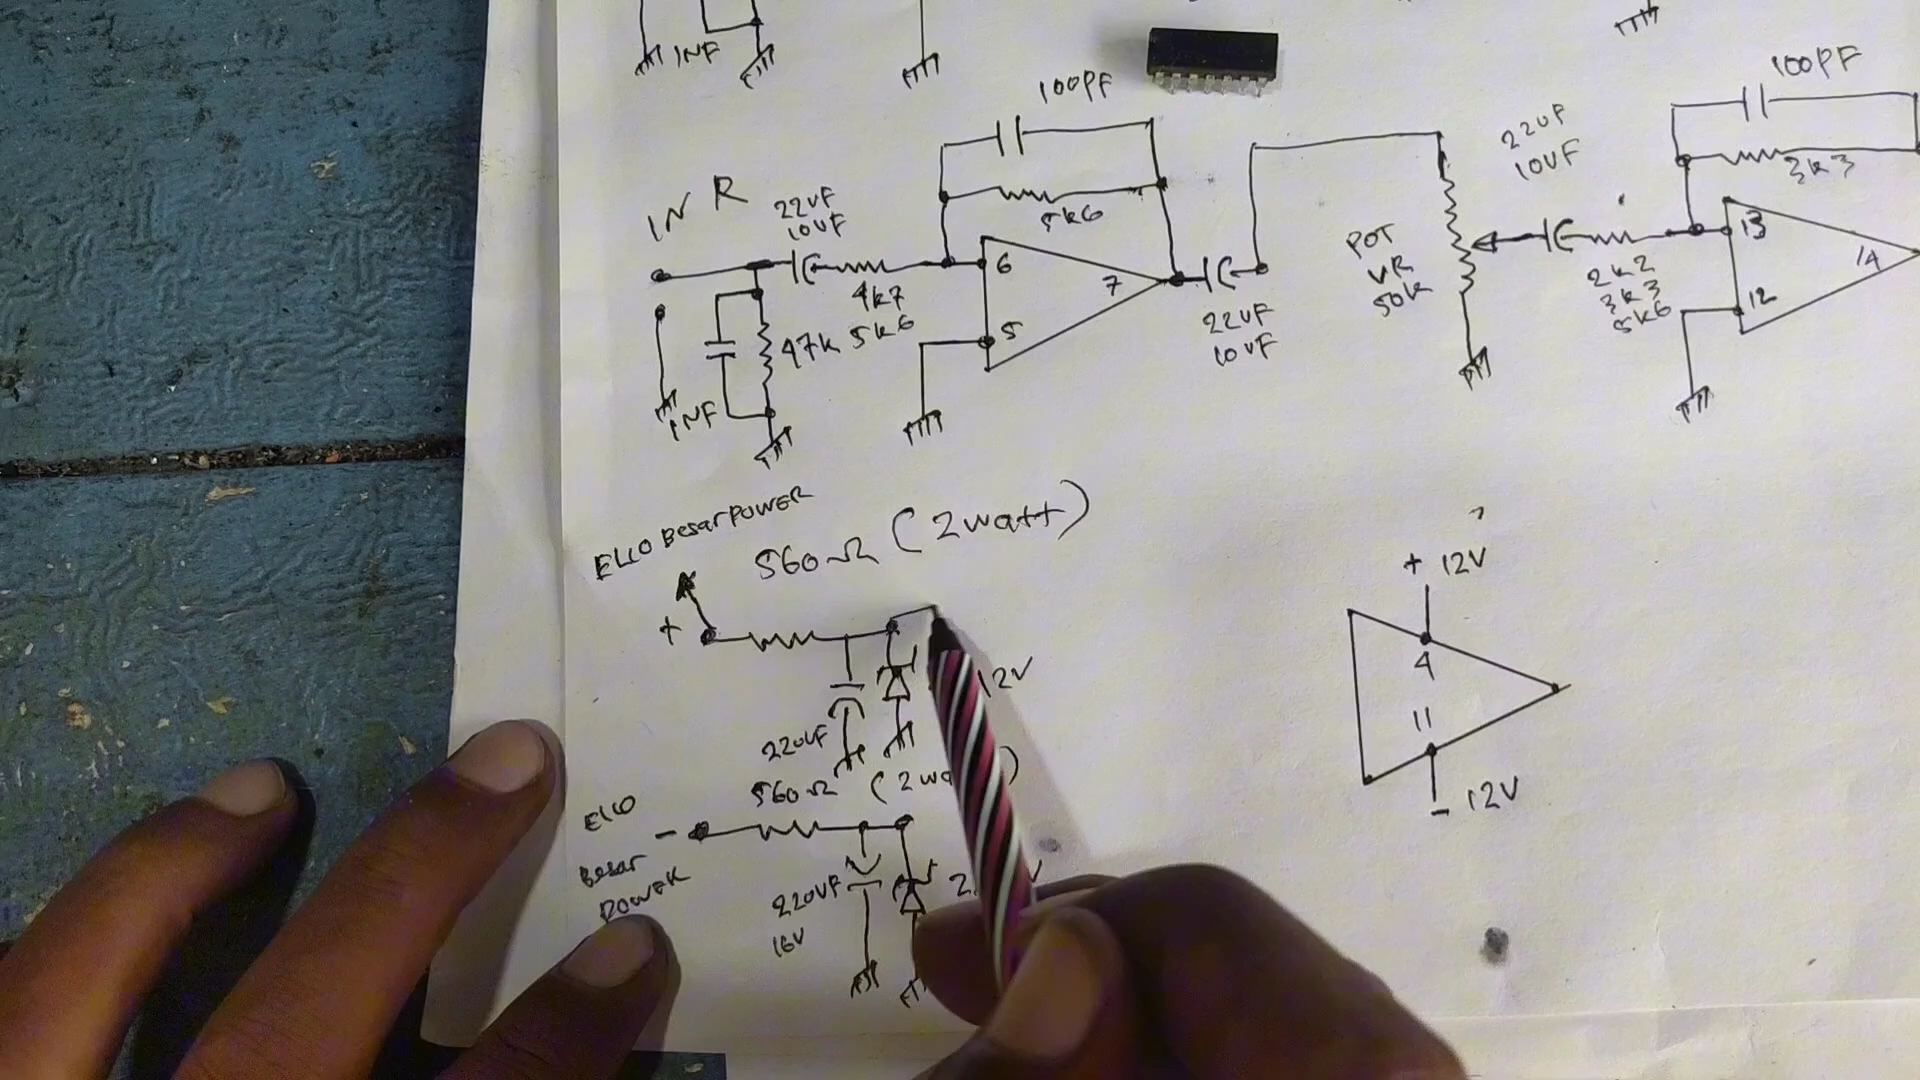 1NF
100PF
100PF
22UF
10UF
3k3
IN R
22UF
10UF
5k6
13
14
12
POT
VR
50k
6
7
5
4k7
5k6
47k
2k2
3k3
5k6
22UF
10UF
1NF
ELCO Besar POWER
560Ω (2watt)
+
12V
220UF
+ 12V
4
11
- 12V
560Ω
ELCO
-
Besar
POWER
220UF
16V